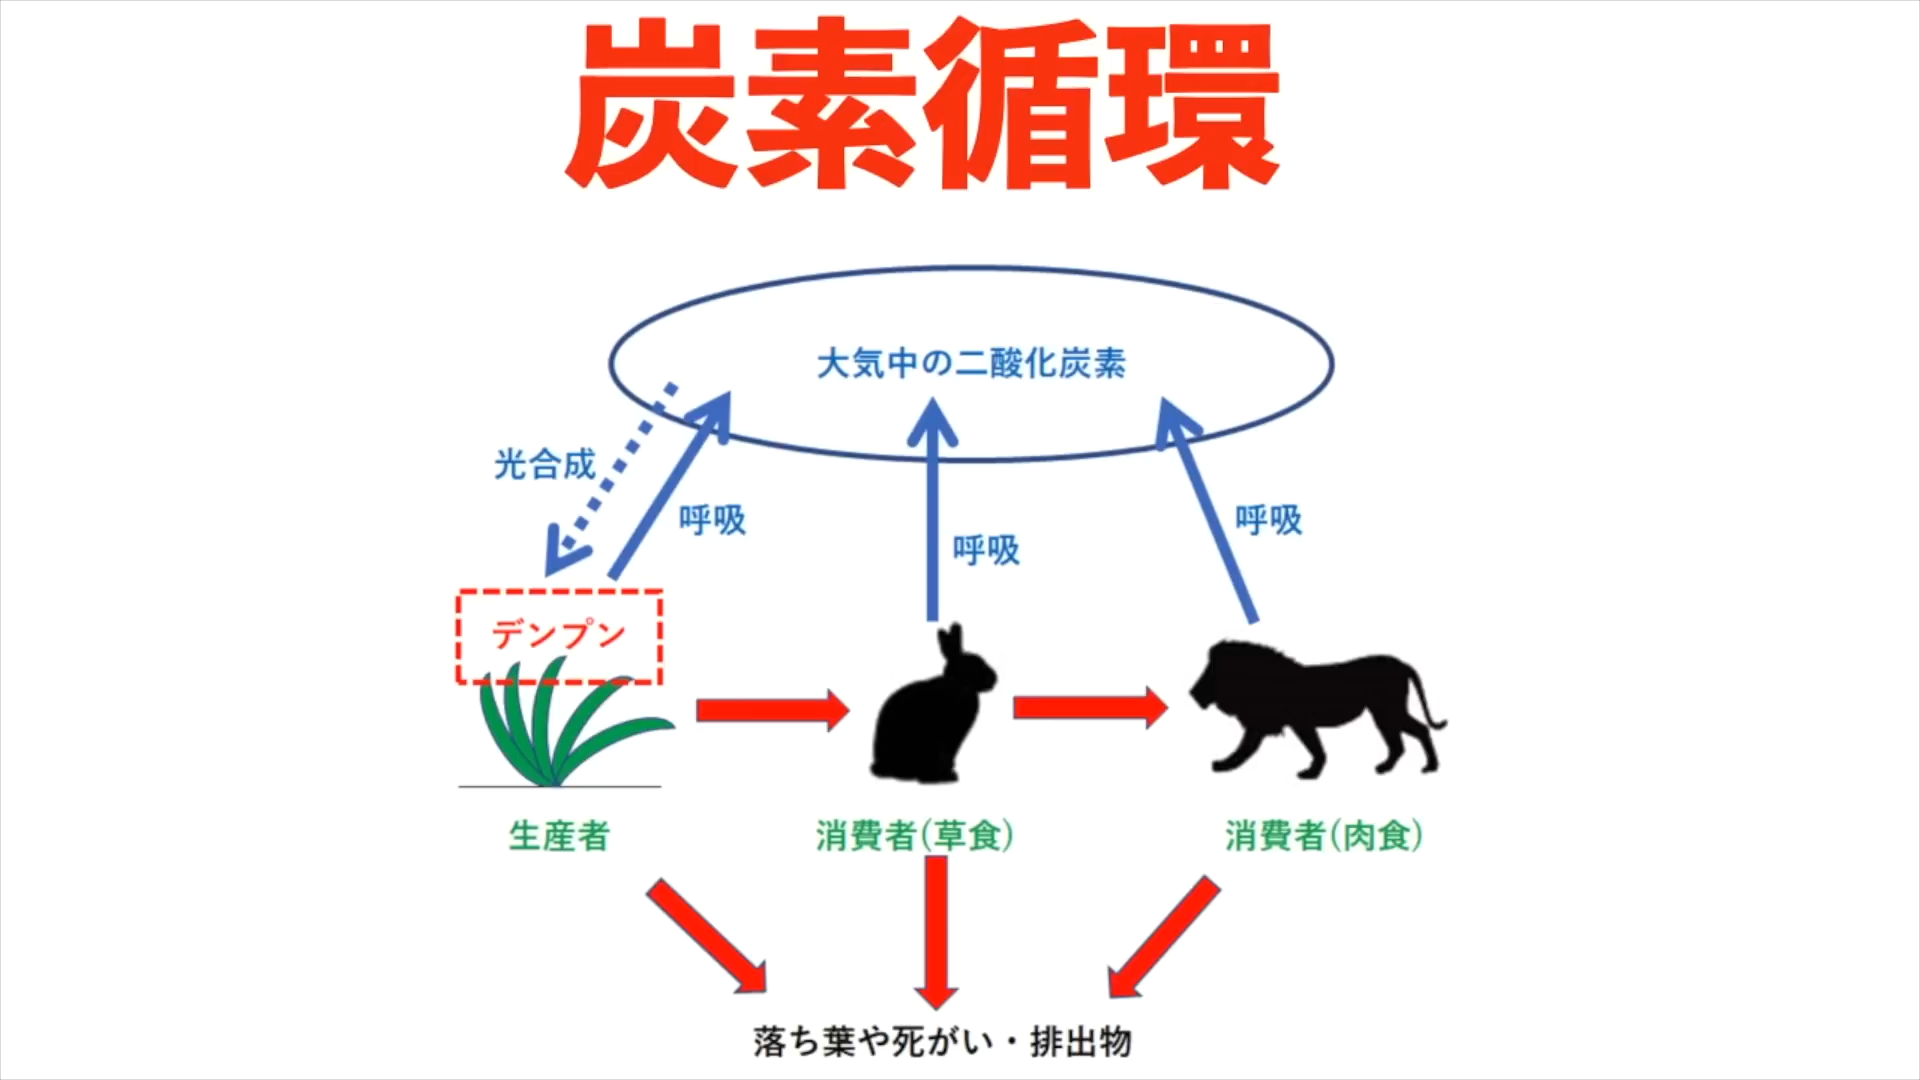 炭素循環
大気中の二酸化炭素
光合成
呼吸
呼吸
呼吸
デンプン
生産者
消費者(草食)
消費者(肉食)
落ち葉や死がい・排出物